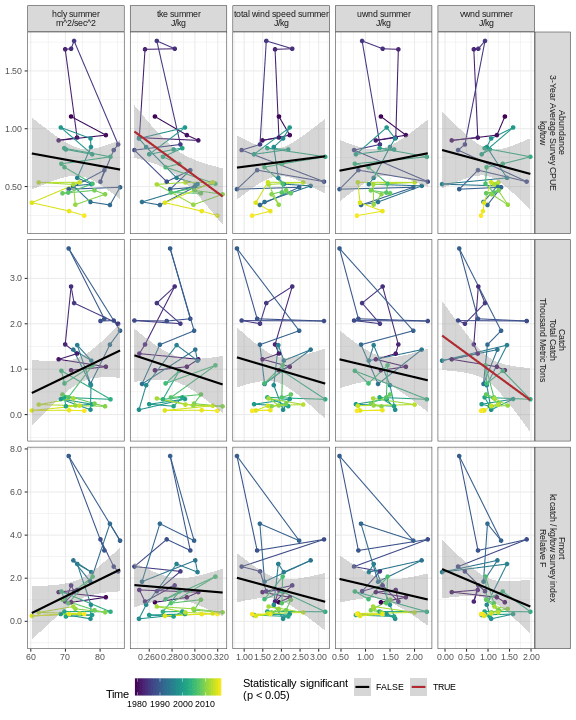 hcly summer
m^2/sec^2
tke summer
J/kg
total wind speed summer
J/kg
uwnd summer
J/kg
vwnd summer
J/kg
1.50
1.00
0.50
Abundance
3-Year Average Survey CPUE
kg/tow
3.0
2.0
1.0
0.0
Catch
Total Catch
Thousand Metric Tons
8.0
6.0
4.0
2.0
0.0
Fmort
kt catch / kg/tow survey index
Relative F
60 70 80
0.260 0.280 0.300 0.320
1.00 1.50 2.00 2.50 3.00
0.50 1.00 2.00
0.00 0.50 1.00 1.50 2.00
Time
1980 1990 2000 2010
Statistically significant
(p < 0.05)
FALSE
TRUE